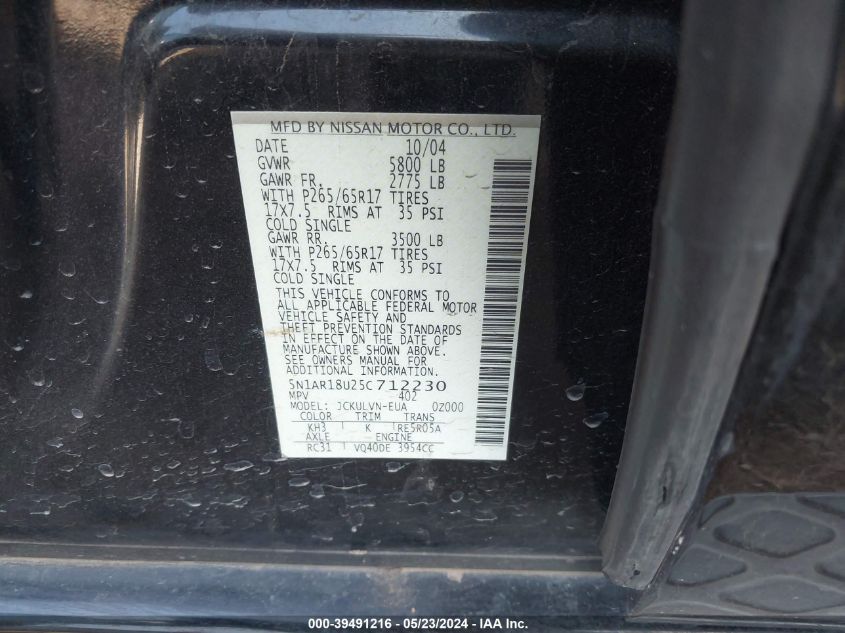 MFD BY NISSAN MOTOR CO., LTD.
DATE 10/04
GVWR 5800 LB
GAWR FR. 2775 LB
WITH P265/65R17 TIRES
17X7.5 RIMS AT 35 PSI
COLD SINGLE
GAWR RR. 3500 LB
WITH P265/65R17 TIRES
17X7.5 RIMS AT 35 PSI
COLD SINGLE
THIS VEHICLE CONFORMS TO
ALL APPLICABLE FEDERAL MOTOR
VEHICLE SAFETY AND
THEFT PREVENTION STANDARDS
IN EFFECT ON THE DATE OF
MANUFACTURE SHOWN ABOVE.
SEE OWNERS MANUAL FOR
ADDITIONAL INFORMATION.
5N1AR18U25C712230
MPV 402
MODEL: JCKULVN-EUA 0Z000
COLOR TRIM TRANS
KH3 K RE5R05A
AXLE ENGINE
RC31 VQ40DE 3954CC
000-39491216 - 05/23/2024 - IAA Inc.